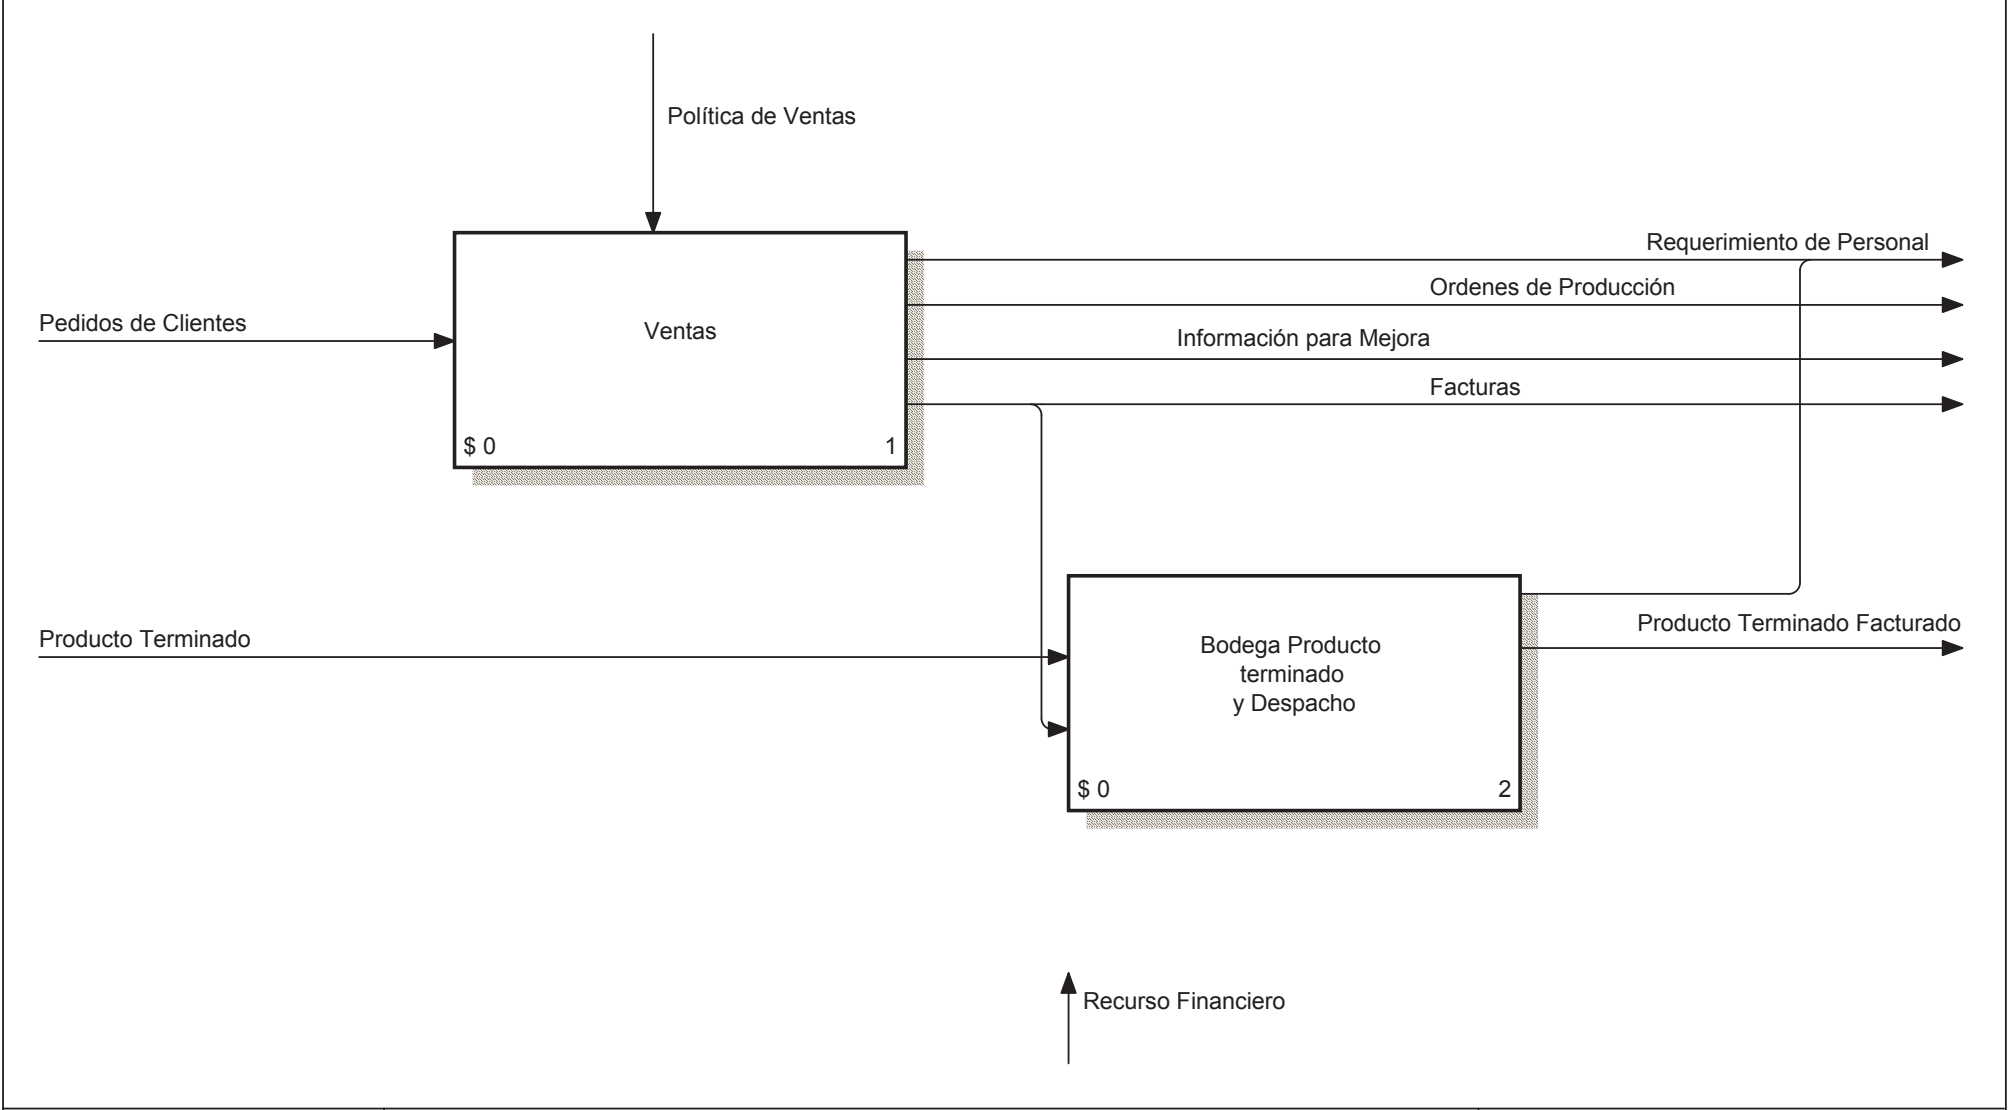 Política de Ventas
Requerimiento de Personal
Ordenes de Producción
Pedidos de Clientes
Ventas
Información para Mejora
Facturas
$ 0
1
Producto Terminado
Bodega Producto
terminado
y Despacho
Producto Terminado Facturado
$ 0
2
Recurso Financiero